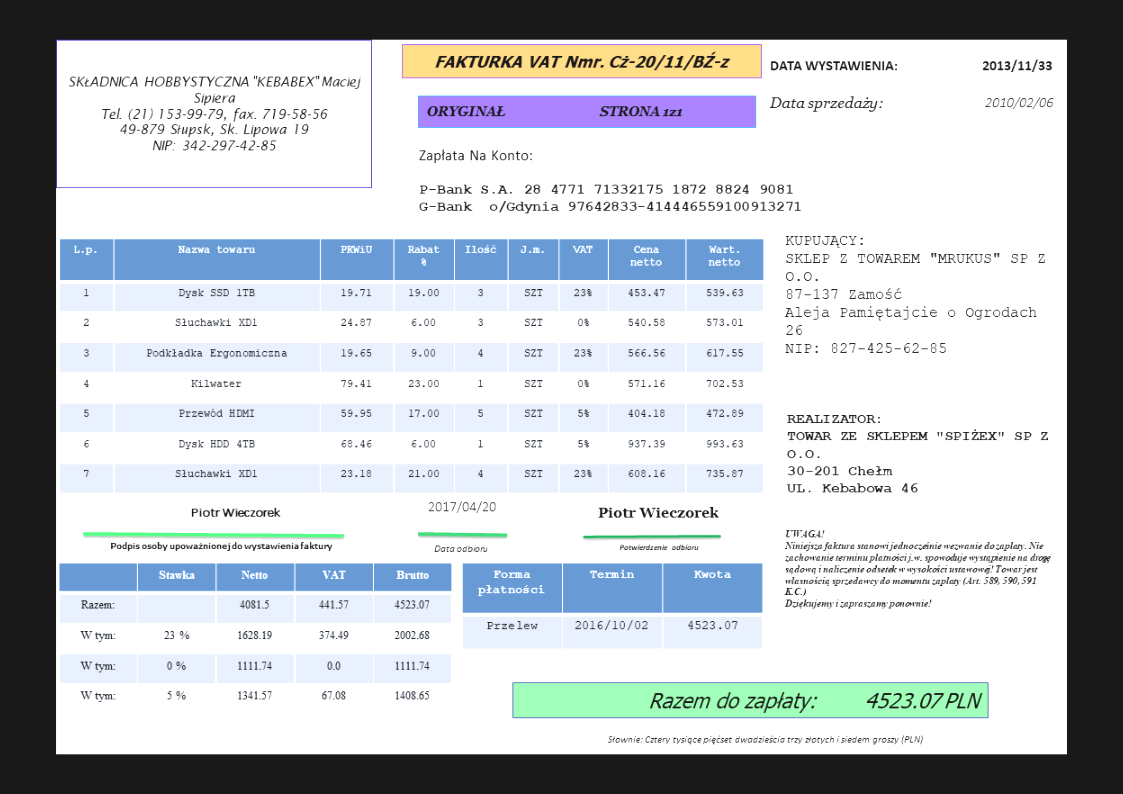 SKŁADNICA HOBBYSTYCZNA "KEBABEX" Maciej
Sipiera
Tel. (21) 153-99-79, fax. 719-58-56
49-879 Słupsk, Sk. Lipowa 19
NIP: 342-297-42-85
FAKTURKA VAT Nmr. Cż-20/11/BŹ-z
ORYGINAŁ STRONA 1z1
DATA WYSTAWIENIA: 2013/11/33
Data sprzedaży: 2010/02/06
Zapłata Na Konto:
P-Bank S.A. 28 4771 71332175 1872 8824 9081
G-Bank o/Gdynia 97642833-414446559100913271
L.p. Nazwa towaru PKWiU Rabat % Ilość J.m. VAT Cena netto Wart. netto
1 Dysk SSD 1TB 19.71 19.00 3 SZT 23% 453.47 539.63
2 Słuchawki XD1 24.87 6.00 3 SZT 0% 540.58 573.01
3 Podkładka Ergonomiczna 19.65 9.00 4 SZT 23% 566.56 617.55
4 Kilwater 79.41 23.00 1 SZT 0% 571.16 702.53
5 Przewód HDMI 59.95 17.00 5 SZT 5% 404.18 472.89
6 Dysk HDD 4TB 68.46 6.00 1 SZT 5% 937.39 993.63
7 Słuchawki XD1 23.18 21.00 4 SZT 23% 608.16 735.87
KUPUJĄCY:
SKLEP Z TOWAREM "MRUKUS" SP Z
O.O.
87-137 Zamość
Aleja Pamiętajcie o Ogrodach
26
NIP: 827-425-62-85
REALIZATOR:
TOWAR ZE SKLEPEM "SPIŻEX" SP Z
O.O.
30-201 Chełm
UL. Kebabowa 46
Piotr Wieczorek
Podpis osoby upoważnionej do wystawienia faktury
2017/04/20
Data odbioru
Piotr Wieczorek
Potwierdzenie odbioru
UWAGA!
Niniejsza faktura stanowi jednocześnie wezwanie do zapłaty. Nie
zachowanie terminu płatności j.w. spowoduje wystąpienie na drogę
sądową i naliczenie odsetek w wysokości ustawowej! Towar jest
własnością sprzedawcy do momentu zapłaty (Art. 589, 590, 591
K.C.)
Dziękujemy i zapraszamy ponownie!
Stawka Netto VAT Brutto
Razem: 4081.5 441.57 4523.07
W tym: 23 % 1628.19 374.49 2002.68
W tym: 0 % 1111.74 0.0 1111.74
W tym: 5 % 1341.57 67.08 1408.65
Forma płatności Termin Kwota
Przelew 2016/10/02 4523.07
Razem do zapłaty: 4523.07 PLN
Słownie: Cztery tysiące pięćset dwadzieścia trzy złotych i siedem groszy (PLN)